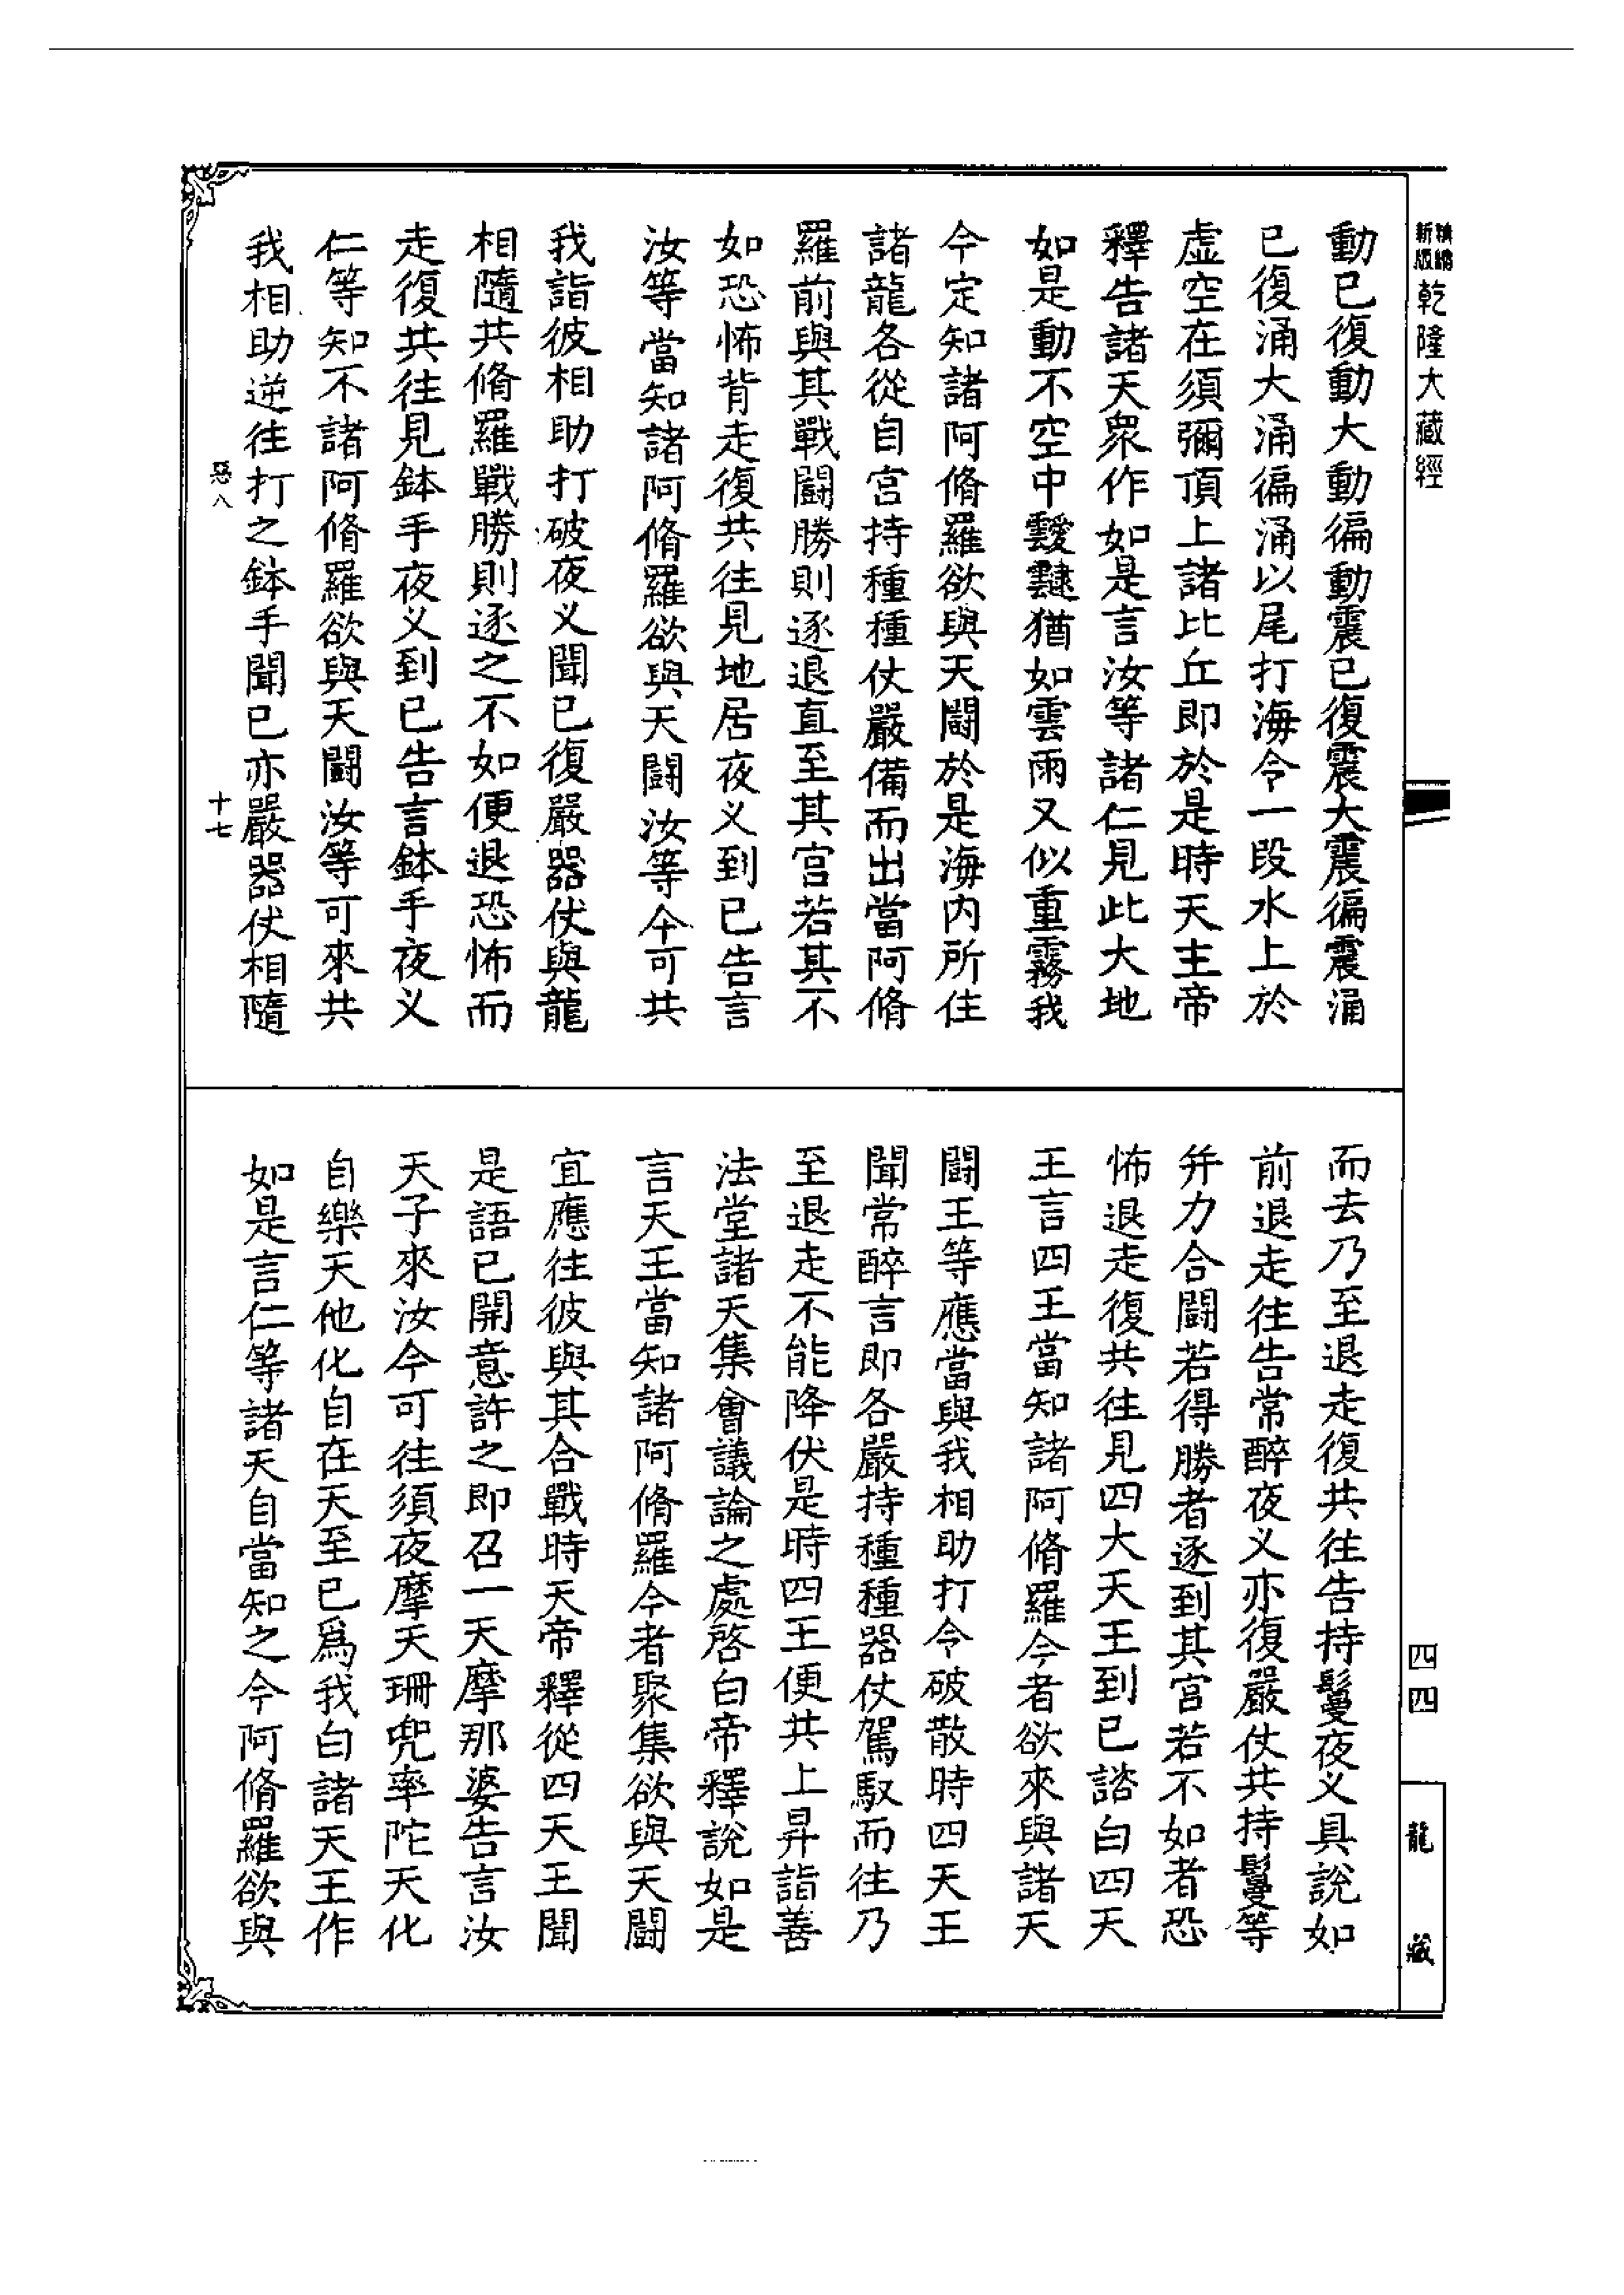 新版精縮乾隆大藏經
動已復動大動徧動震已復震大震徧震涌
已復涌大涌徧涌以尾打海令一段水上於
虛空在須彌頂上諸比丘即於是時天主帝
釋告諸天衆作如是言汝等諸仁見此大地
如是動不空中靉靆猶如雲雨又似重霧我
今定知諸阿脩羅欲與天鬬於是海内所住
諸龍各從自宮持種種仗嚴備而出當阿脩
羅前與其戰鬬勝則逐退直至其宮若其不
如恐怖背走復共往見地居夜义到已告言
汝等當知諸阿脩羅欲與天鬬汝等今可共
我詣彼相助打破夜义聞已復嚴器仗與龍
相隨共脩羅戰勝則逐之不如便退恐怖而
走復共往見鉢手夜义到已告言鉢手夜义
仁等知不諸阿脩羅欲與天鬬汝等可來共
我相助逆往打之鉢手聞已亦嚴器仗相隨
惡八
十七
而去乃至退走復共往告持鬘夜义具說如
前退走往告常醉夜义亦復嚴仗共持鬘等
并力合鬬若得勝者逐到其宮若不如者恐
怖退走復共往見四大天王到已諮白四天
王言四王當知諸阿脩羅今者欲來與諸天
鬬王等應當與我相助打令破散時四天王
聞常醉言即各嚴持種種器仗駕馭而往乃
至退走不能降伏是時四王便共上昇詣善
法堂諸天集會議論之處啓白帝釋說如是
言天王當知諸阿脩羅今者聚集欲與天鬬
宜應往彼與其合戰時天帝釋從四天王聞
是語已開意許之即召一天摩那婆告言汝
天子來汝今可往須夜摩天珊兜率陀天化
自樂天他化自在天至已爲我白諸天王作
如是言仁等諸天自當知之今阿脩羅欲與
四四
龍藏